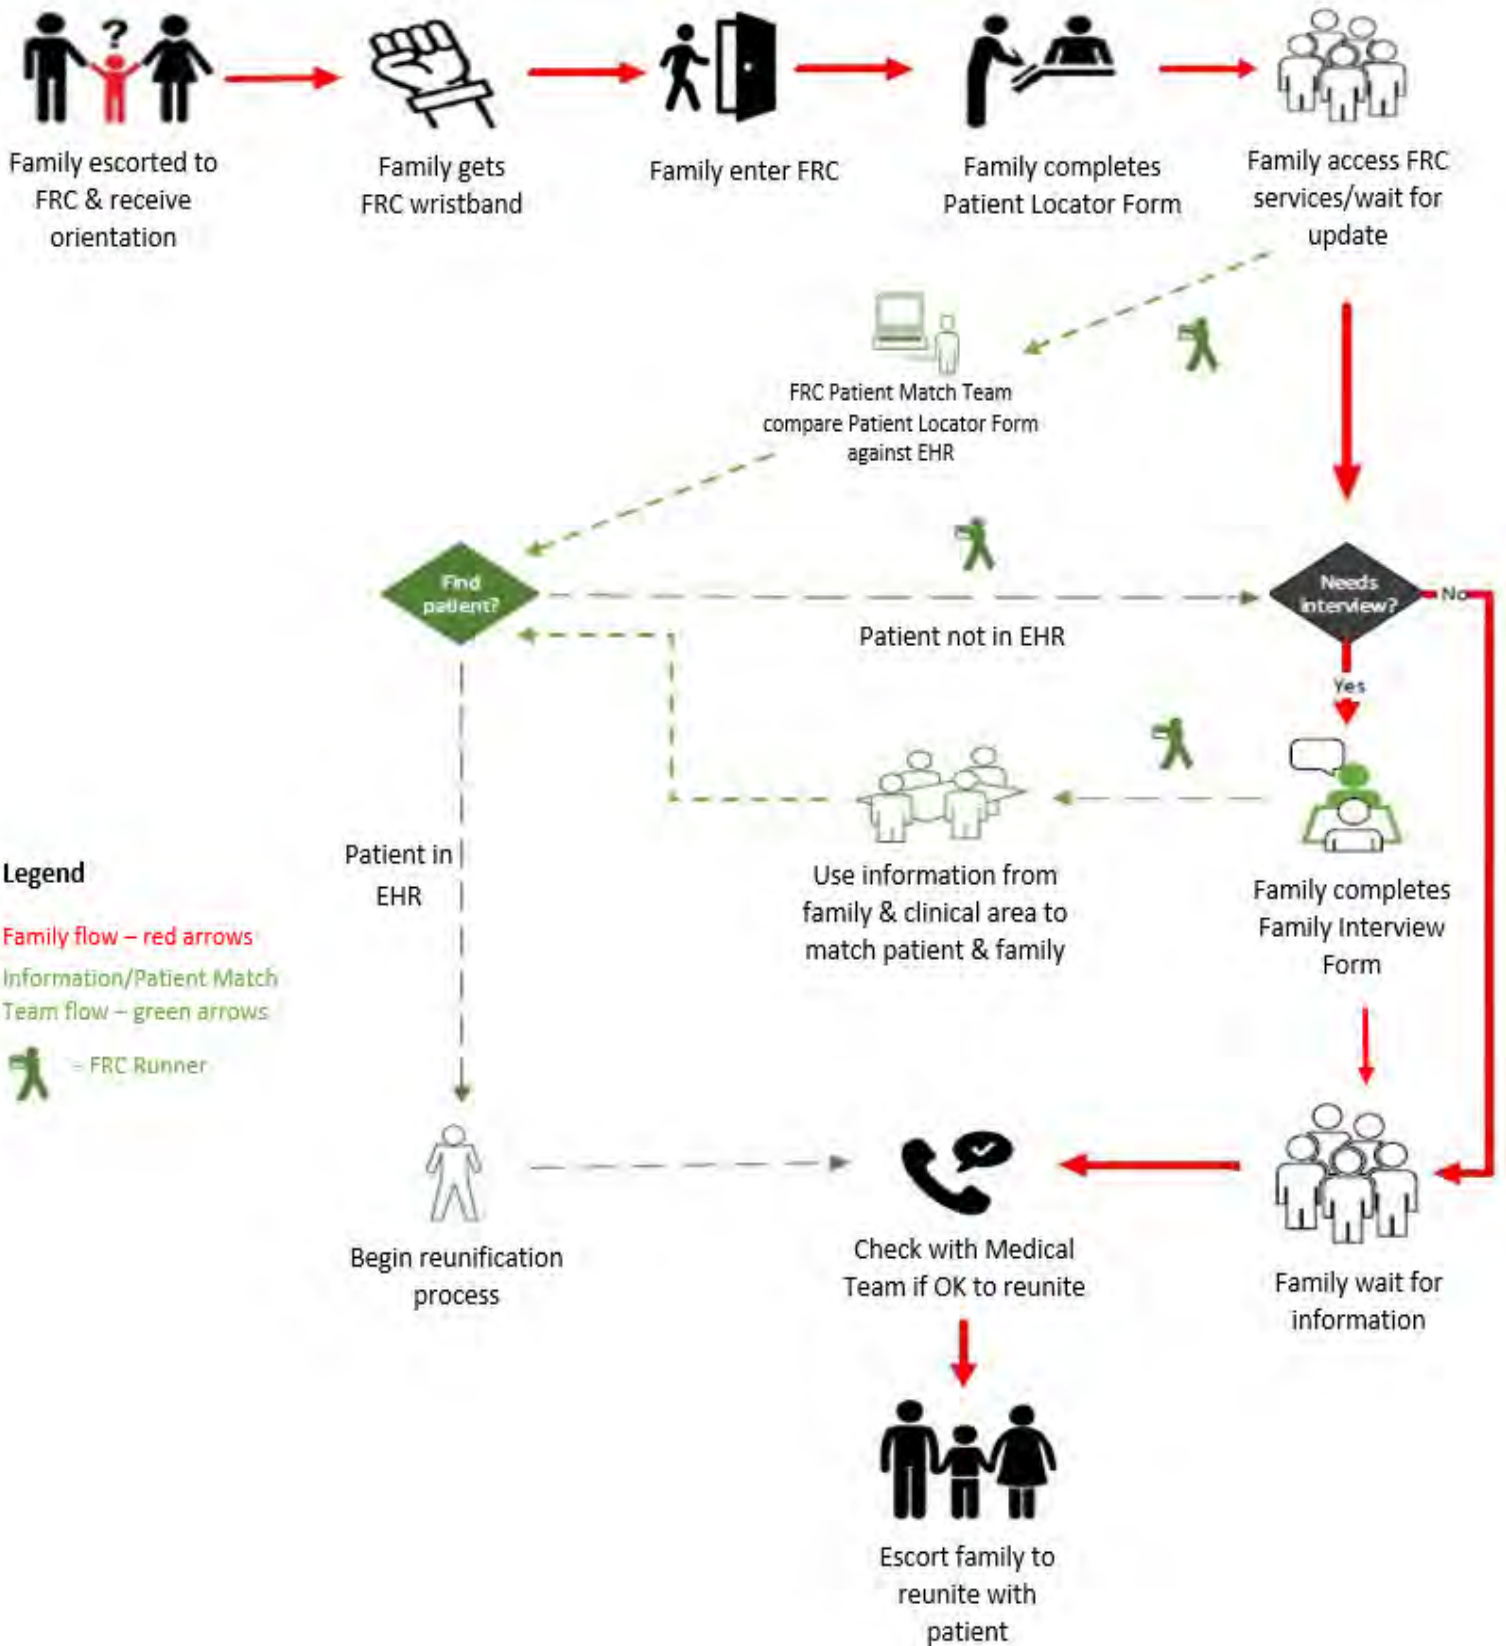 ?
Family escorted to
FRC & receive
orientation
Family gets
FRC wristband
Family enter FRC
Family completes
Patient Locator Form
Family access FRC
services/wait for
update
FRC Patient Match Team
compare Patient Locator Form
against EHR
Find
patient?
Patient not in EHR
Needs
interview?
No
Yes
Patient in
EHR
Use information from
family & clinical area to
match patient & family
Family completes
Family Interview
Form
Legend
Family flow – red arrows
Information/Patient Match
Team flow – green arrows
= FRC Runner
Begin reunification
process
Check with Medical
Team if OK to reunite
Family wait for
information
Escort family to
reunite with
patient